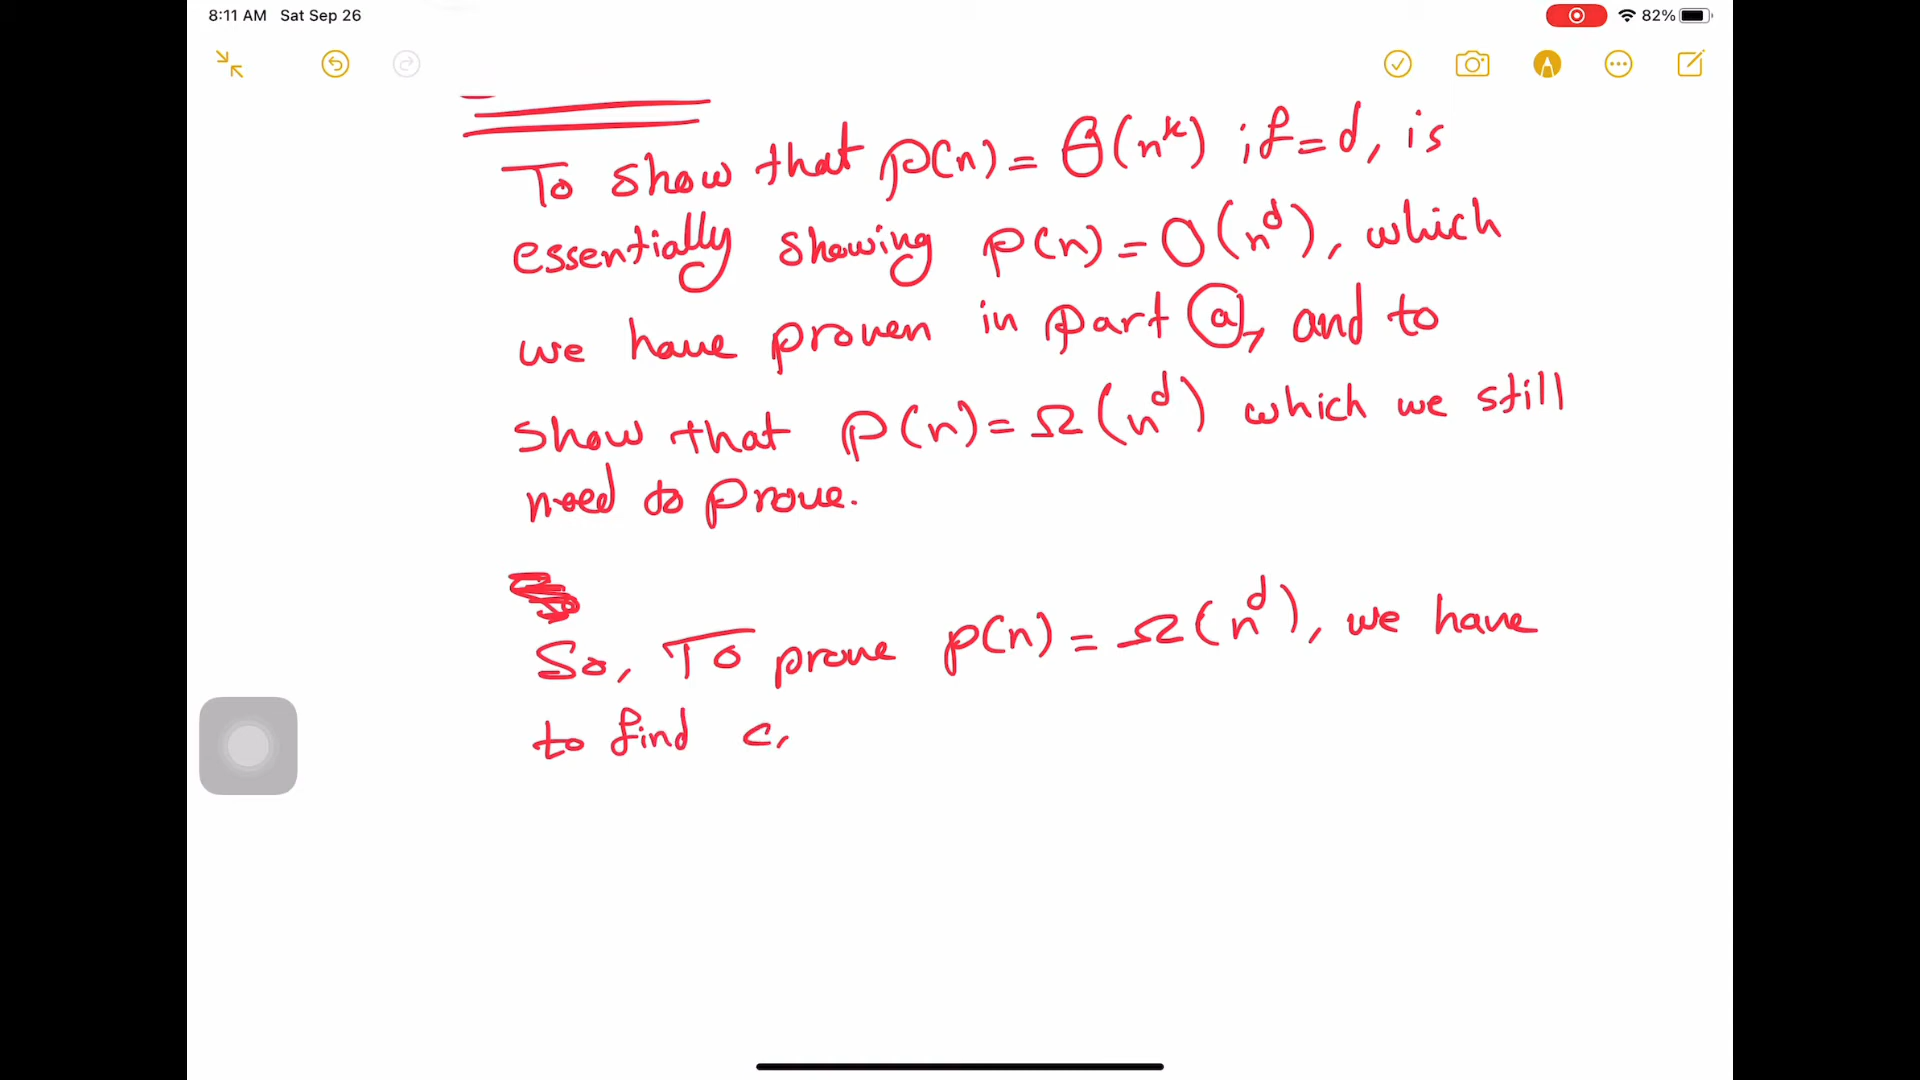 8:11 AM Sat Sep 26
82%
To show that p(n) = Θ(n^k) if = d, is
essentially showing p(n) = O(n^d), which
we have proven in part (a), and to
show that p(n) = Ω(n^d) which we still
need to prove.
So, To prove p(n) = Ω(n^d), we have
to find c,